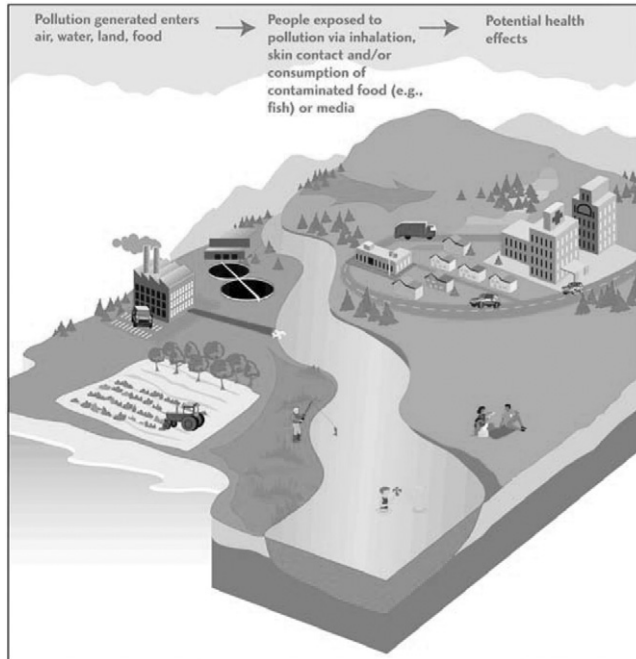 Pollution generated enters
air, water, land, food
People exposed to
pollution via inhalation,
skin contact and/or
consumption of
contaminated food (e.g.,
fish) or media
Potential health
effects